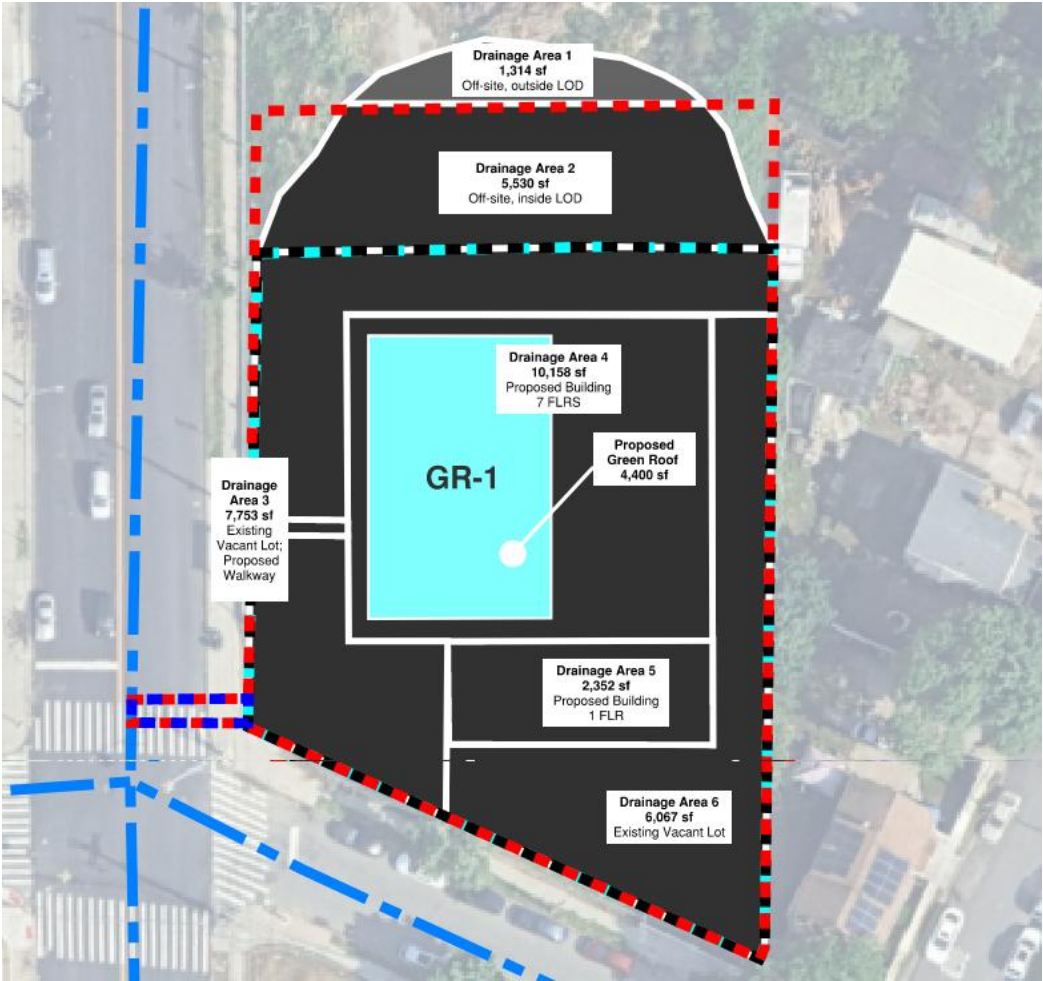 Drainage Area 1
1,314 sf
Off-site, outside LOD
Drainage Area 2
5,530 sf
Off-site, inside LOD
Drainage Area 4
10,158 sf
Proposed Building
7 FLRS
Proposed
Green Roof
4,400 sf
GR-1
Drainage
Area 3
7,753 sf
Existing
Vacant Lot;
Proposed
Walkway
Drainage Area 5
2,352 sf
Proposed Building
1 FLR
Drainage Area 6
6,067 sf
Existing Vacant Lot